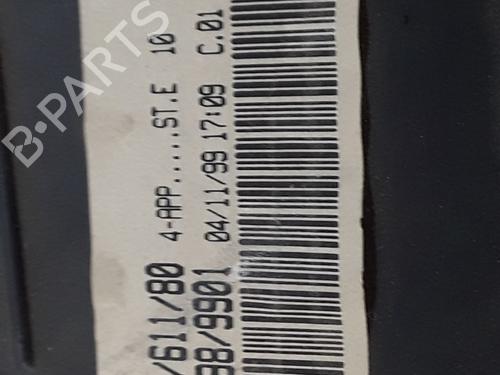 B-PARTS
/611/80 4-APP.....ST.E 10
98/9901 04/11/99 17:09 C.01